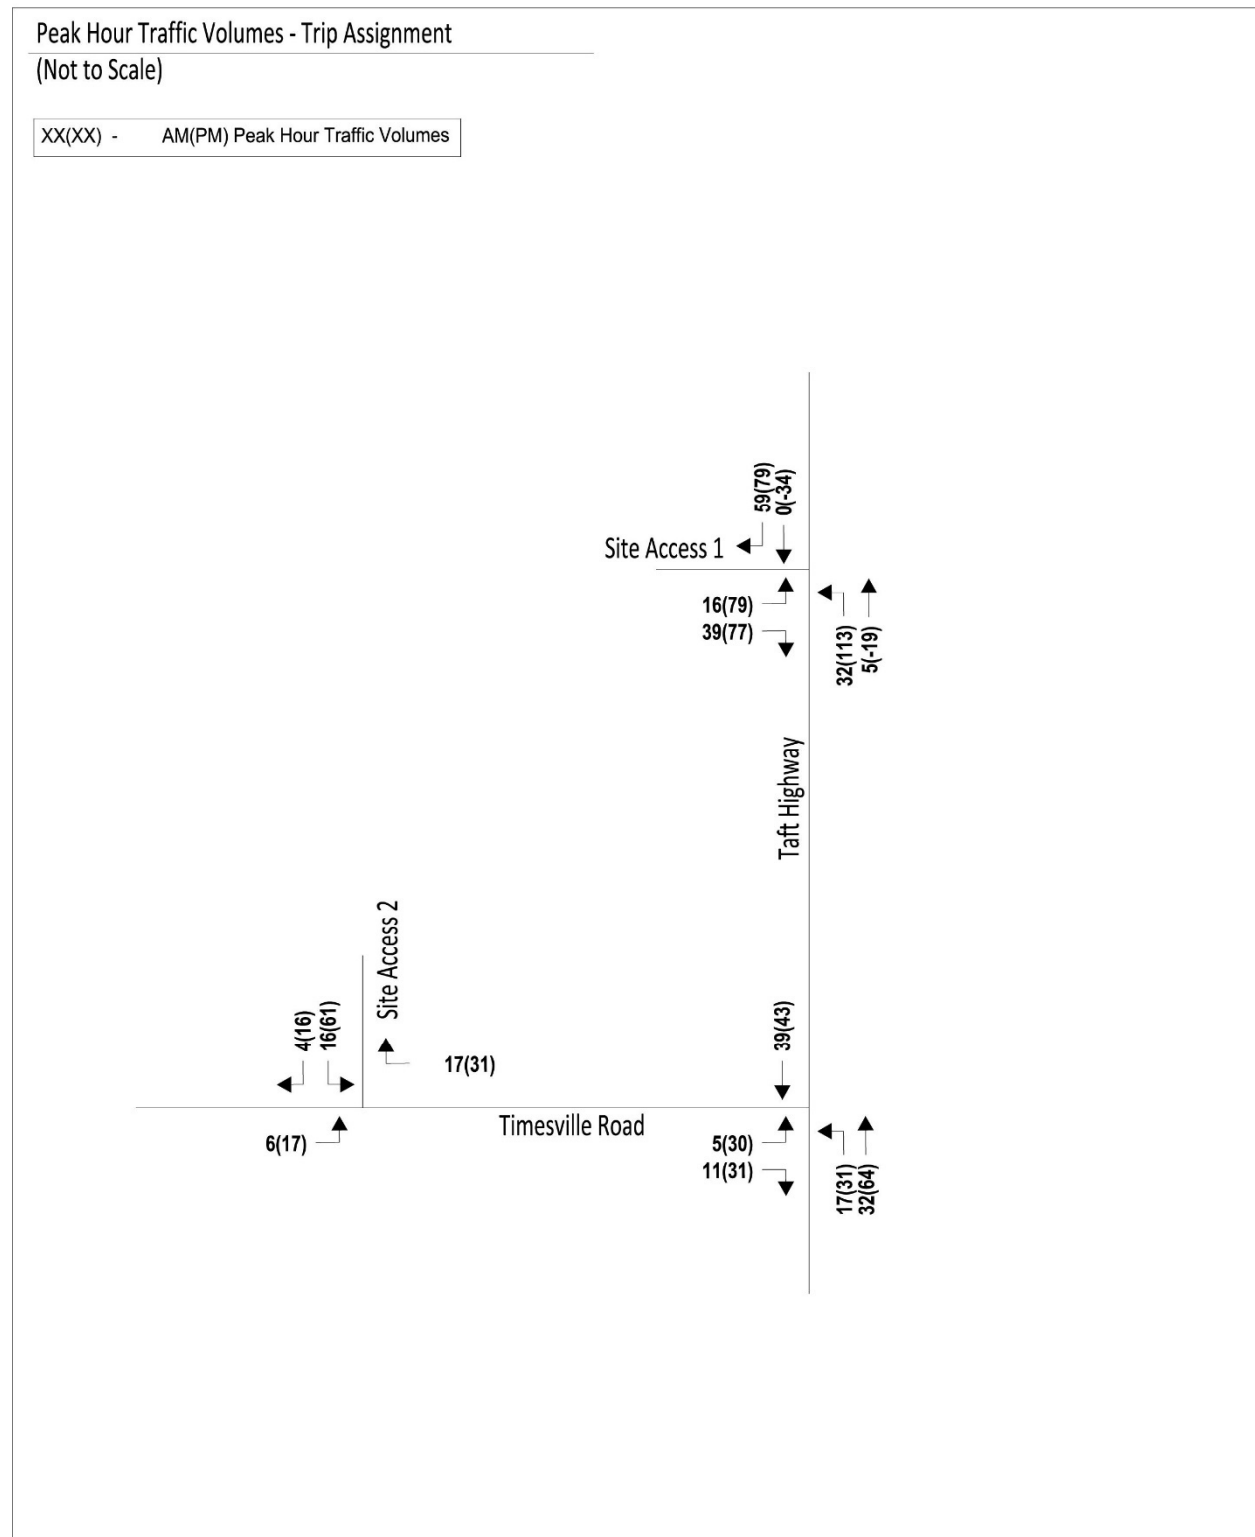 Peak Hour Traffic Volumes - Trip Assignment
(Not to Scale)
XX(XX) - AM(PM) Peak Hour Traffic Volumes
59(79)
0(-34)
Site Access 1
16(79)
39(77)
32(113)
5(-19)
Taft Highway
Site Access 2
4(16)
16(61)
17(31)
39(43)
6(17)
Timesville Road
5(30)
11(31)
17(31)
32(64)